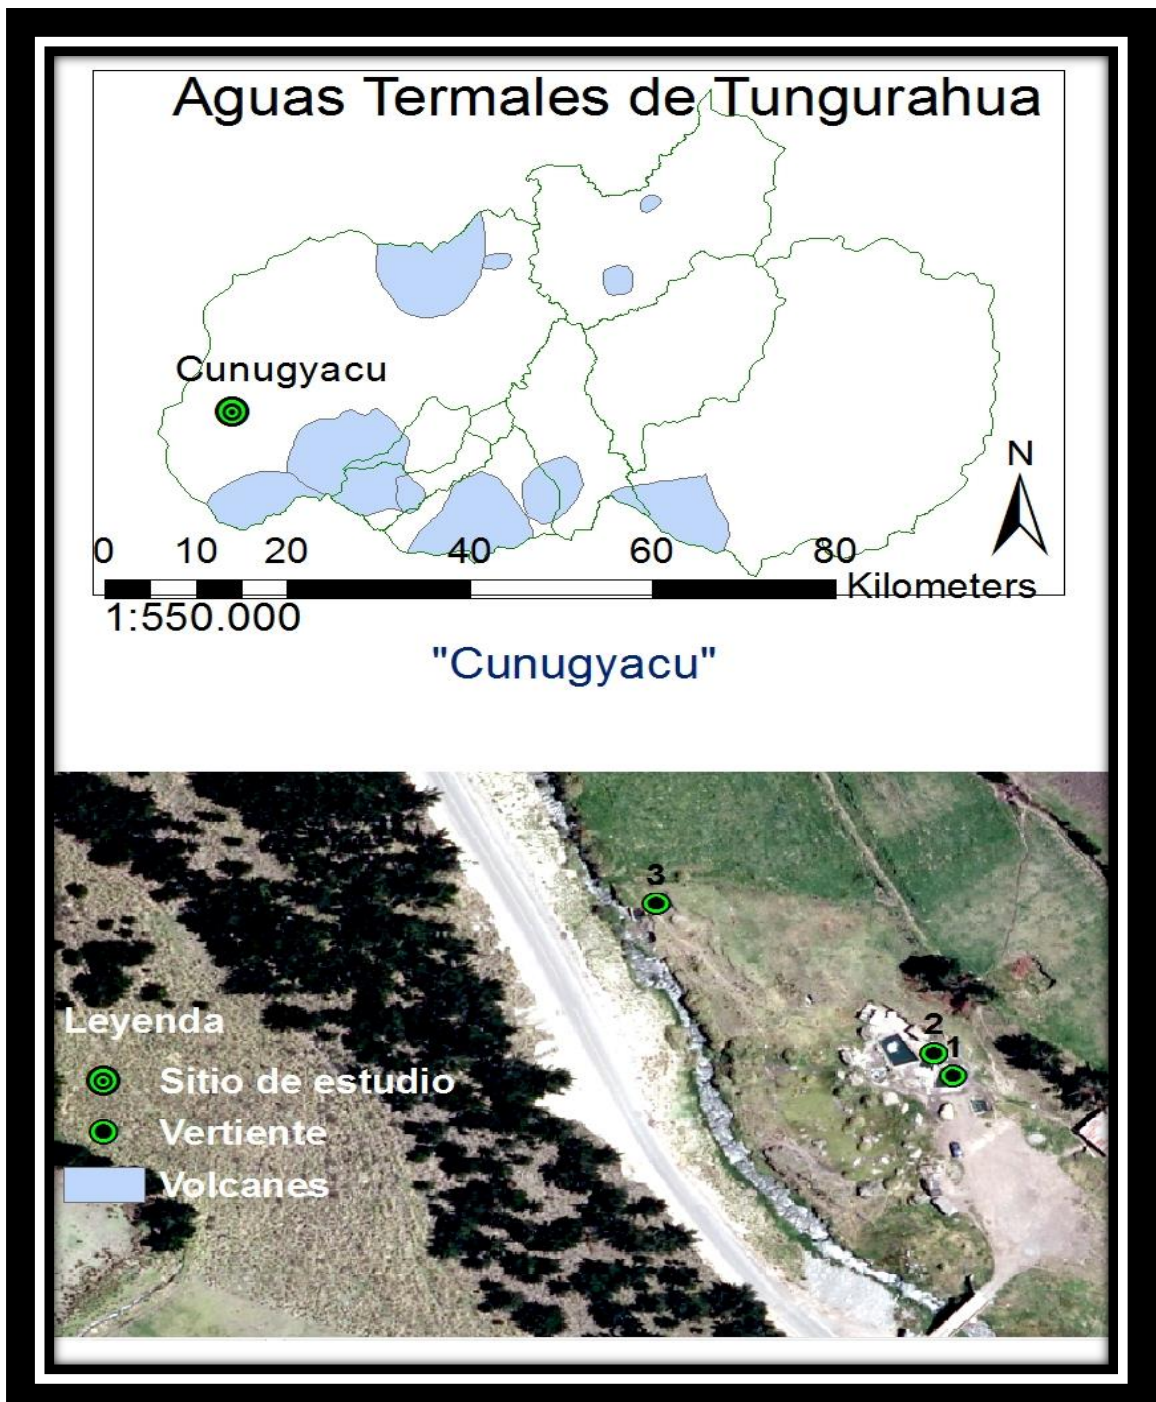 Aguas Termales de Tungurahua
Cunugyacu
N
0 10 20 40 60 80
Kilometers
1:550.000
"Cunugyacu"
3
2
1
Leyenda
Sitio de estudio
Vertiente
Volcanes